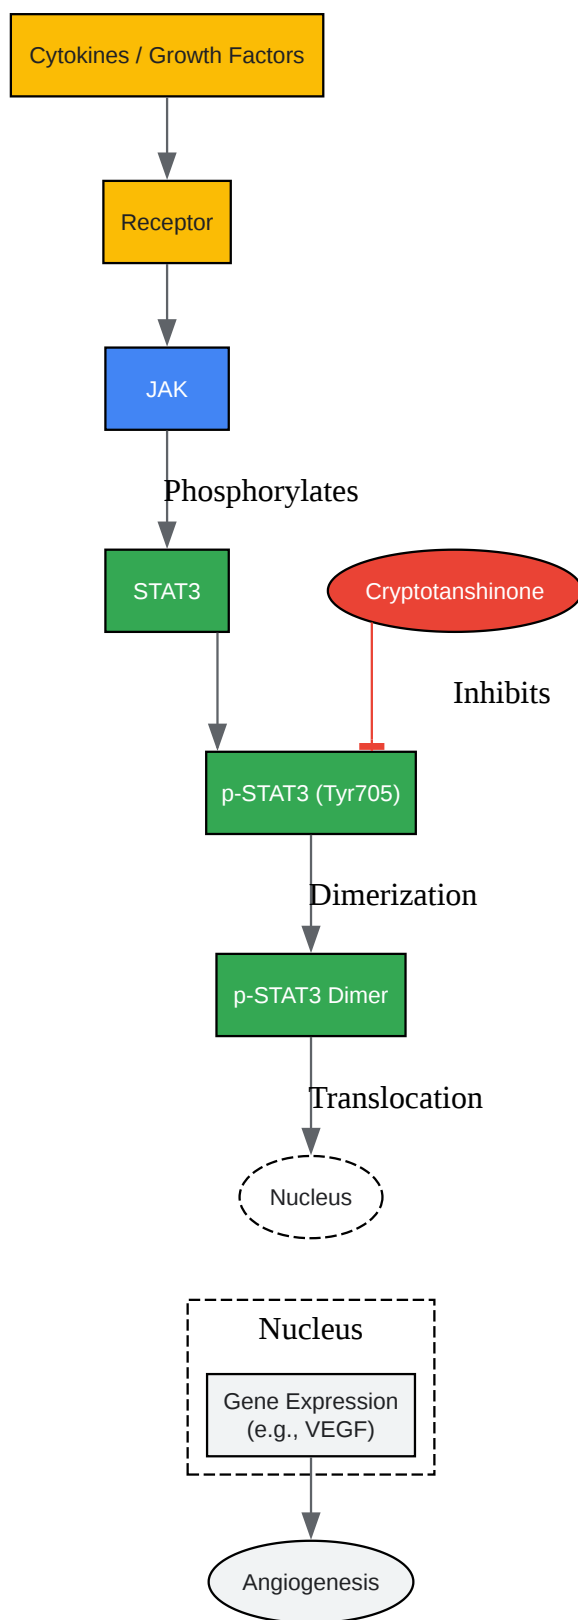 Cytokines / Growth Factors
Receptor
JAK
Phosphorylates
STAT3
Cryptotanshinone
Inhibits
p-STAT3 (Tyr705)
Dimerization
p-STAT3 Dimer
Translocation
Nucleus
Nucleus
Gene Expression
(e.g., VEGF)
Angiogenesis